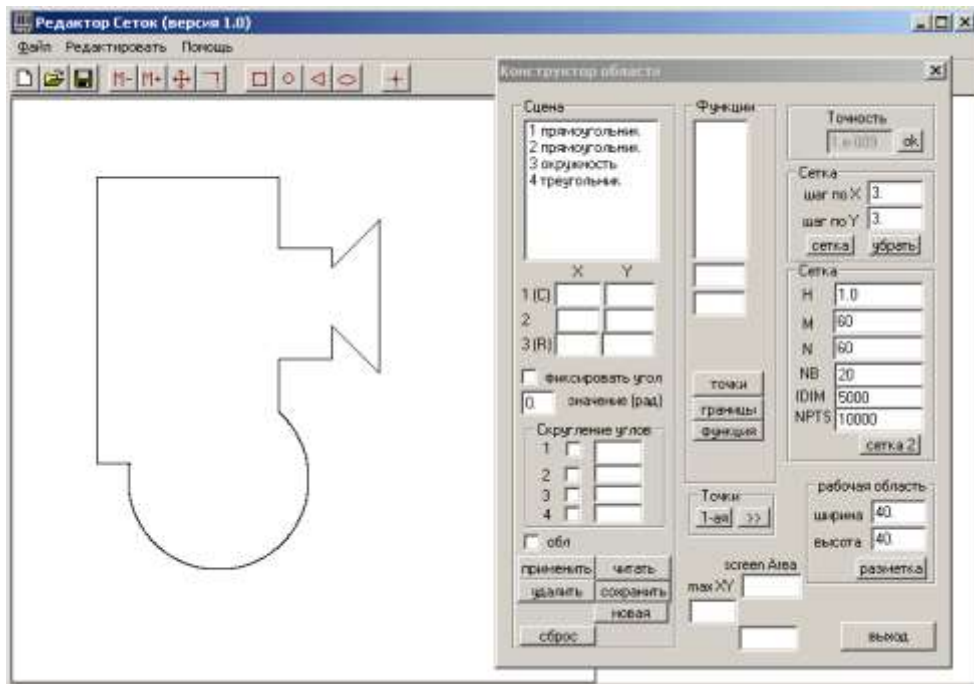 Редактор Сеток (версия 1.0)
Файл Редактировать Помощь
M- M+
Конструктор области
Сцена
1 прямоугольник
2 прямоугольник
3 окружность
4 треугольник
X Y
1 (C)
2
3 (R)
фиксировать угол
0. значение (рад)
Скругление углов
1
2
3
4
обл
применить читать
удалить сохранить
новая
сброс
Функции
точки
границы
функция
Точки
1-ая >>
screen Area
max XY
Точность
1.e-009 ok
Сетка
шаг по X 3.
шаг по Y 3.
сетка убрать
Сетка
H 1.0
M 60
N 60
NB 20
IDIM 5000
NPTS 10000
сетка 2
рабочая область
ширина 40.
высота 40.
разметка
выход